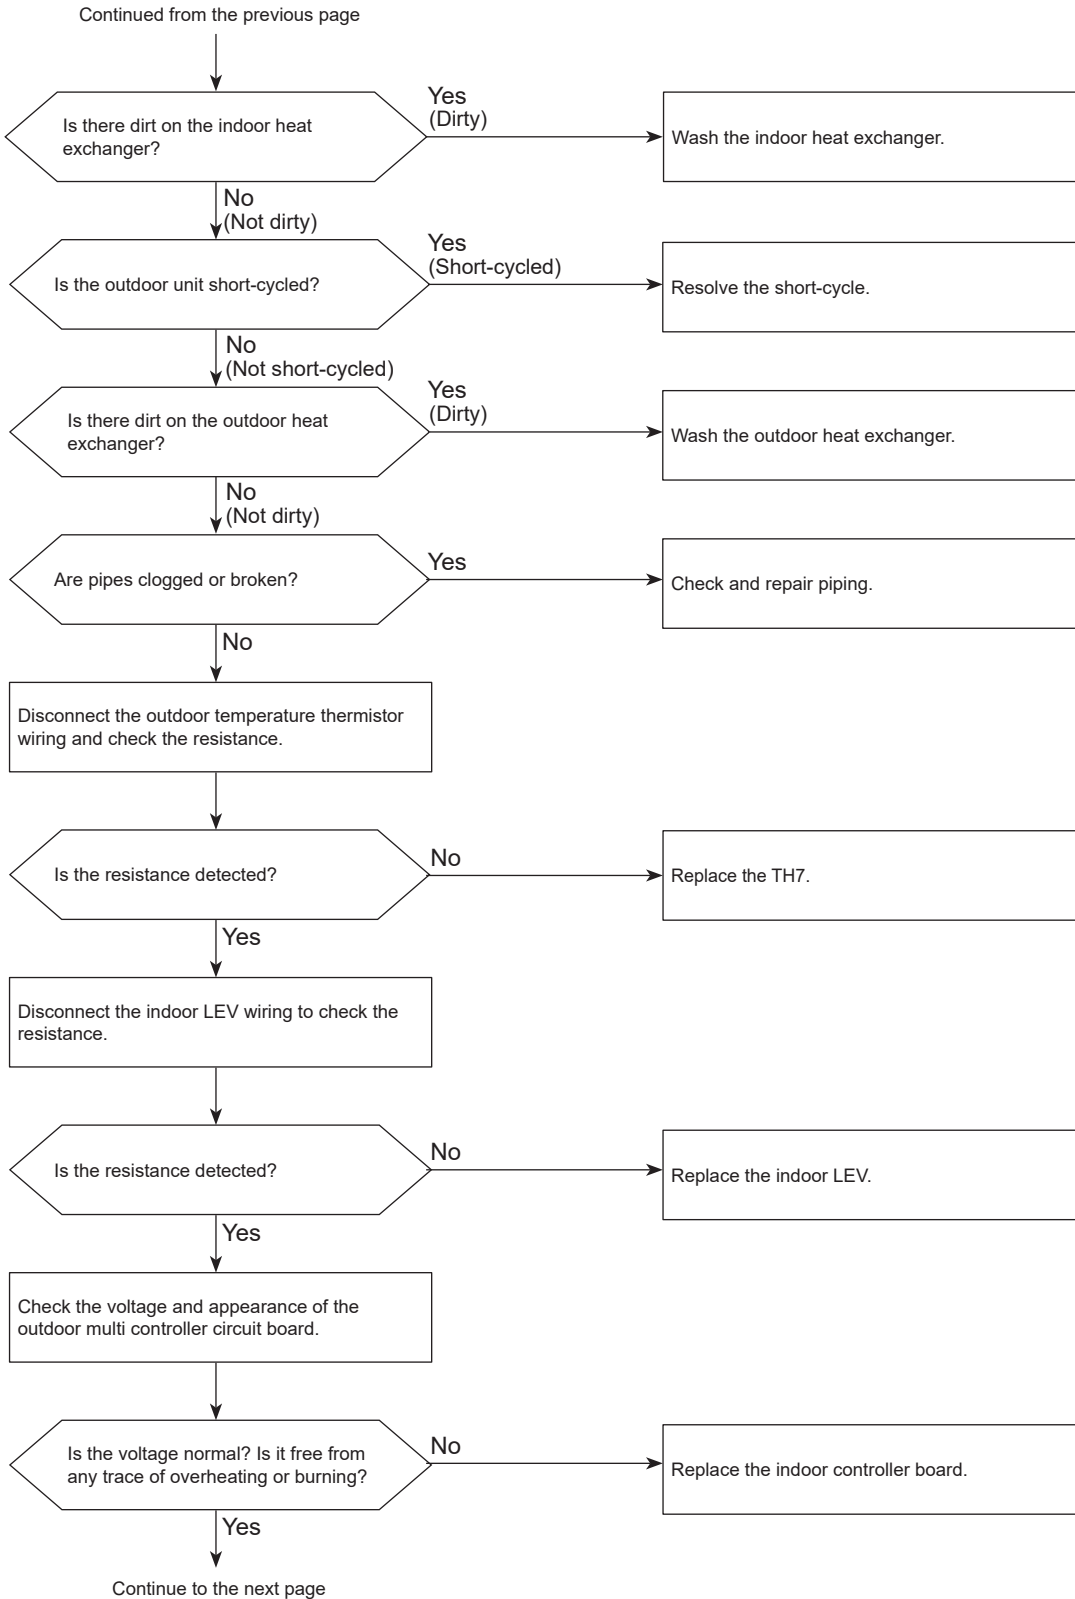 Continued from the previous page
Is there dirt on the indoor heat
exchanger?
Yes
(Dirty)
Wash the indoor heat exchanger.
No
(Not dirty)
Is the outdoor unit short-cycled?
Yes
(Short-cycled)
Resolve the short-cycle.
No
(Not short-cycled)
Is there dirt on the outdoor heat
exchanger?
Yes
(Dirty)
Wash the outdoor heat exchanger.
No
(Not dirty)
Are pipes clogged or broken?
Yes
Check and repair piping.
No
Disconnect the outdoor temperature thermistor
wiring and check the resistance.
Is the resistance detected?
No
Replace the TH7.
Yes
Disconnect the indoor LEV wiring to check the
resistance.
Is the resistance detected?
No
Replace the indoor LEV.
Yes
Check the voltage and appearance of the
outdoor multi controller circuit board.
Is the voltage normal? Is it free from
any trace of overheating or burning?
No
Replace the indoor controller board.
Yes
Continue to the next page